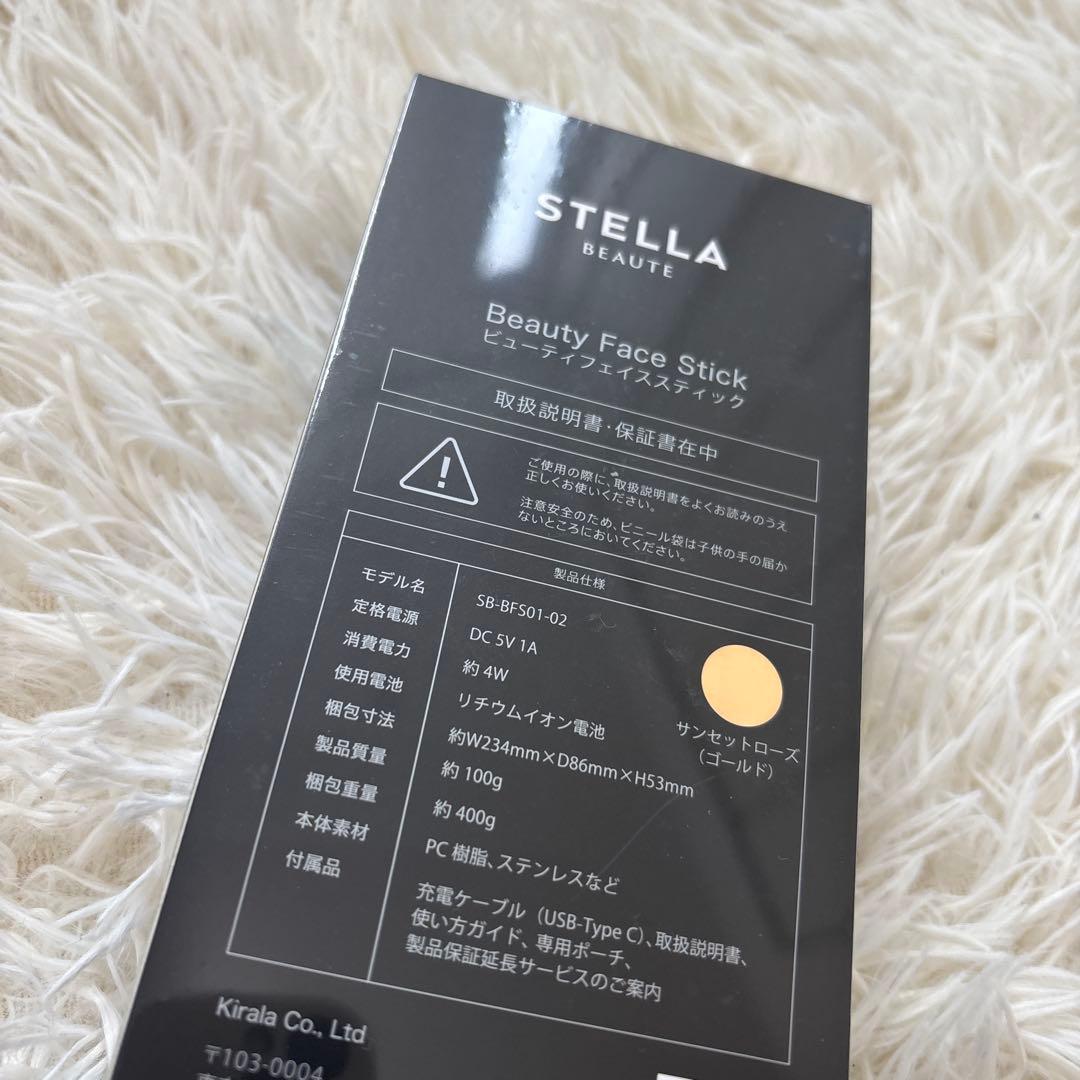 STELLA
BEAUTE
Beauty Face Stick
ビューティフェイススティック
取扱説明書・保証書在中
ご使用の際に、取扱説明書をよくお読みのうえ
正しくお使いください。
注意安全のため、ビニール袋は子供の手の届か
ないところにおいてください。
製品仕様
モデル名 SB-BFS01-02
定格電源 DC 5V 1A
消費電力 約 4W
使用電池 リチウムイオン電池
梱包寸法 約W234mm×D86mm×H53mm
製品質量 約 100g
梱包重量 約 400g
本体素材 PC 樹脂、ステンレスなど
付属品 充電ケーブル（USB-Type C）、取扱説明書、
使い方ガイド、専用ポーチ、
製品保証延長サービスのご案内
サンセットローズ
（ゴールド）
Kirala Co., Ltd
〒103-0004